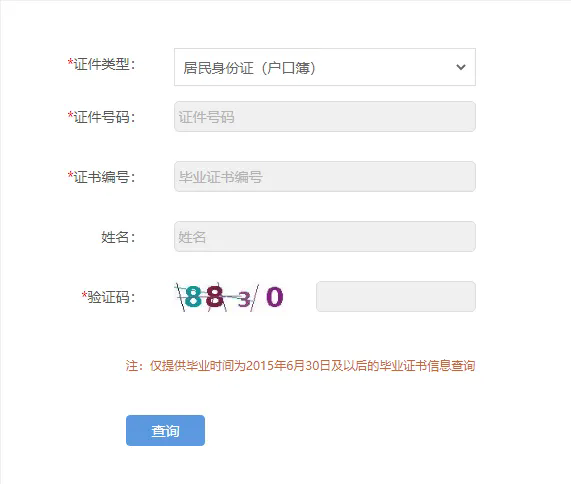 *证件类型： 居民身份证（户口簿）
*证件号码： 证件号码
*证书编号： 毕业证书编号
姓名： 姓名
*验证码： 8830
注：仅提供毕业时间为2015年6月30日及以后的毕业证书信息查询
查询